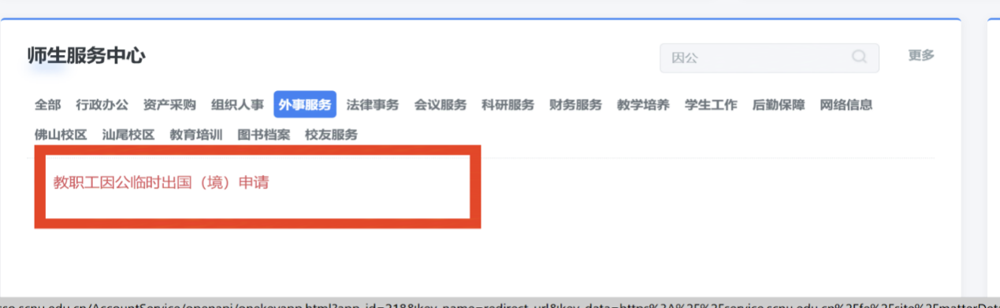 师生服务中心
因公
更多
全部 行政办公 资产采购 组织人事 外事服务 法律事务 会议服务 科研服务 财务服务 教学培养 学生工作 后勤保障 网络信息
佛山校区 汕尾校区 教育培训 图书档案 校友服务
教职工因公临时出国（境）申请
sso.scnu.edu.cn/AccountService/openapi/onekeyapp.html?app_id=218&key_name=redirect_url&key_data=https%3A%2F%2Fservice.scnu.edu.cn%2Ffe%2Fsite%2FmatterDet